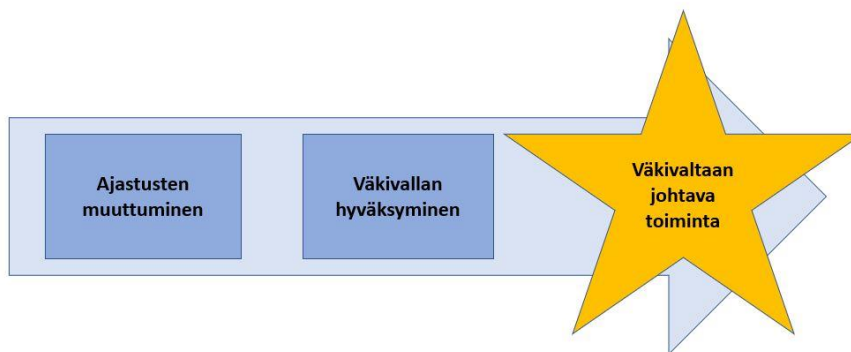 Ajastusten
muuttuminen
Väkivallan
hyväksyminen
Väkivaltaan
johtava
toiminta